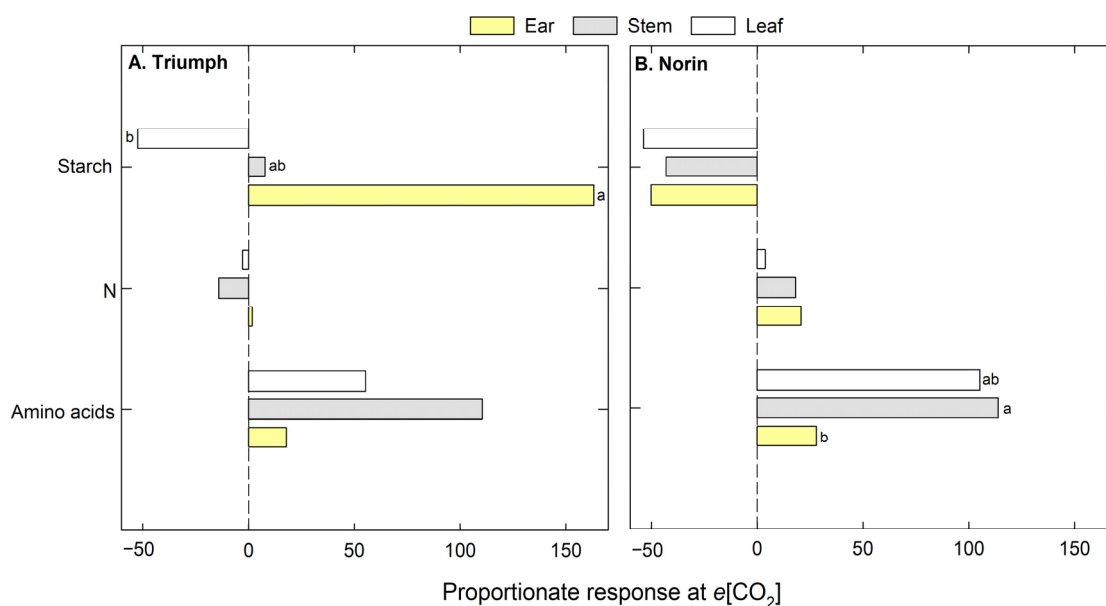 Ear Stem Leaf
A. Triumph
B. Norin
b
Starch
ab
a
N
Amino acids
ab
a
b
−50 0 50 100 150
−50 0 50 100 150
Proportionate response at e[CO₂]